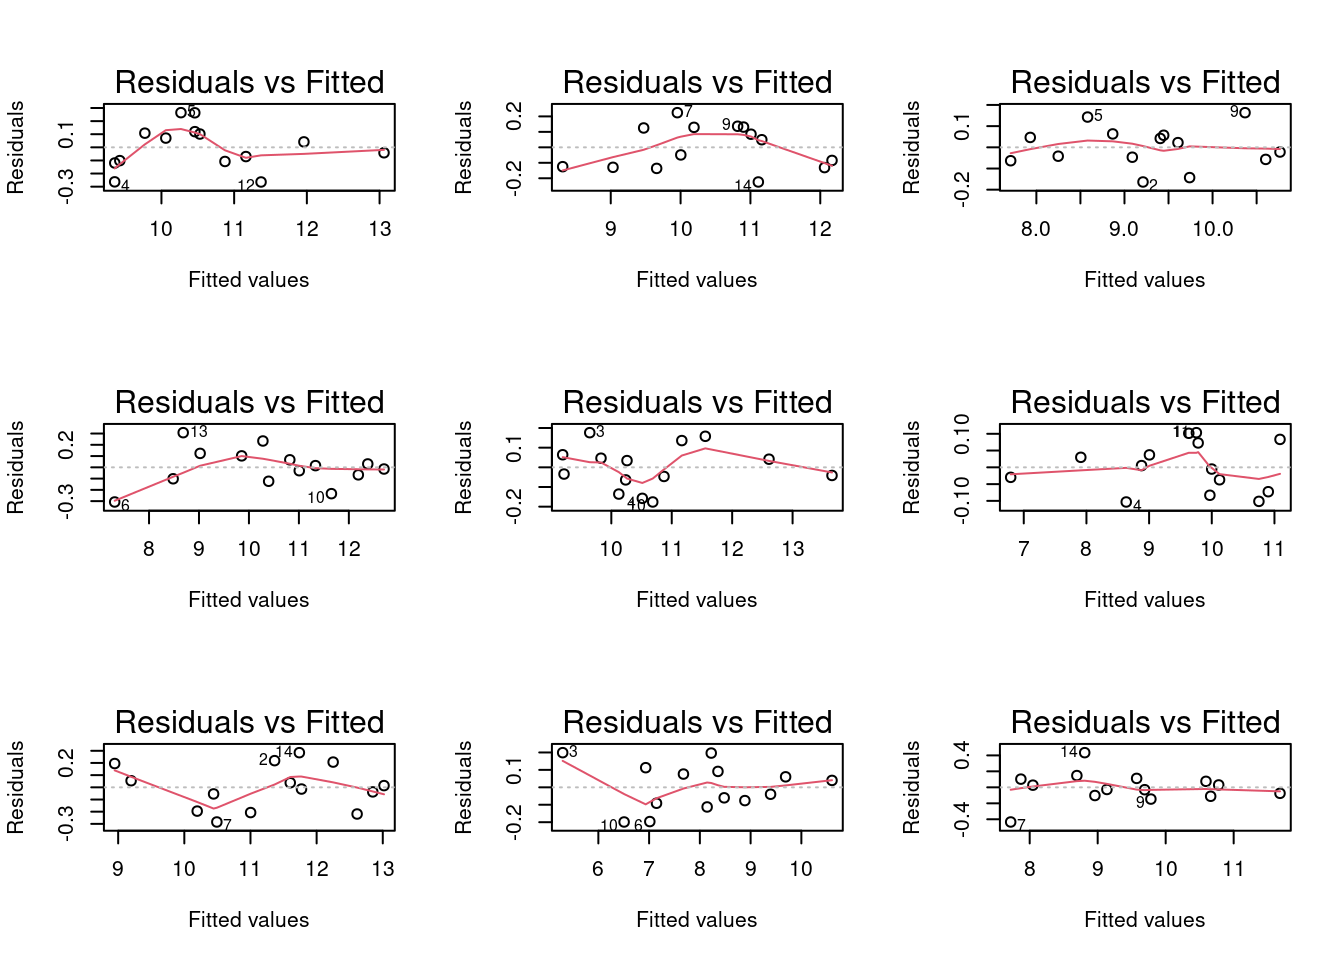 Residuals vs Fitted
Residuals
0.1
-0.3
5
4
12
10 11 12 13
Fitted values
Residuals vs Fitted
Residuals
0.2
-0.2
7
9
14
9 10 11 12
Fitted values
Residuals vs Fitted
Residuals
0.1
-0.2
5
9
2
8.0 9.0 10.0
Fitted values
Residuals vs Fitted
Residuals
0.2
-0.3
13
10
6
8 9 10 11 12
Fitted values
Residuals vs Fitted
Residuals
0.1
-0.2
3
10
10 11 12 13
Fitted values
Residuals vs Fitted
Residuals
0.10
-0.10
11
4
7 8 9 10 11
Fitted values
Residuals vs Fitted
Residuals
0.2
-0.3
14
2
7
9 10 11 12 13
Fitted values
Residuals vs Fitted
Residuals
0.1
-0.2
3
10
6
6 7 8 9 10
Fitted values
Residuals vs Fitted
Residuals
0.4
-0.4
14
9
7
8 9 10 11
Fitted values